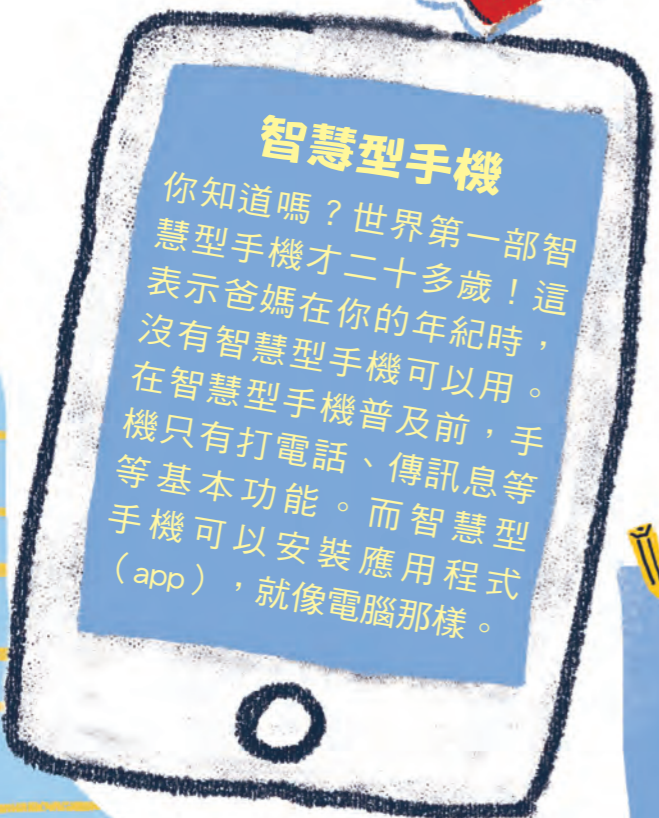 智慧型手機
你知道嗎？世界第一部智
慧型手機才二十多歲！這
表示爸媽在你的年紀時，
沒有智慧型手機可以用。
在智慧型手機普及前，手
機只有打電話、傳訊息等
等基本功能。而智慧型
手機可以安裝應用程式
（app），就像電腦那樣。